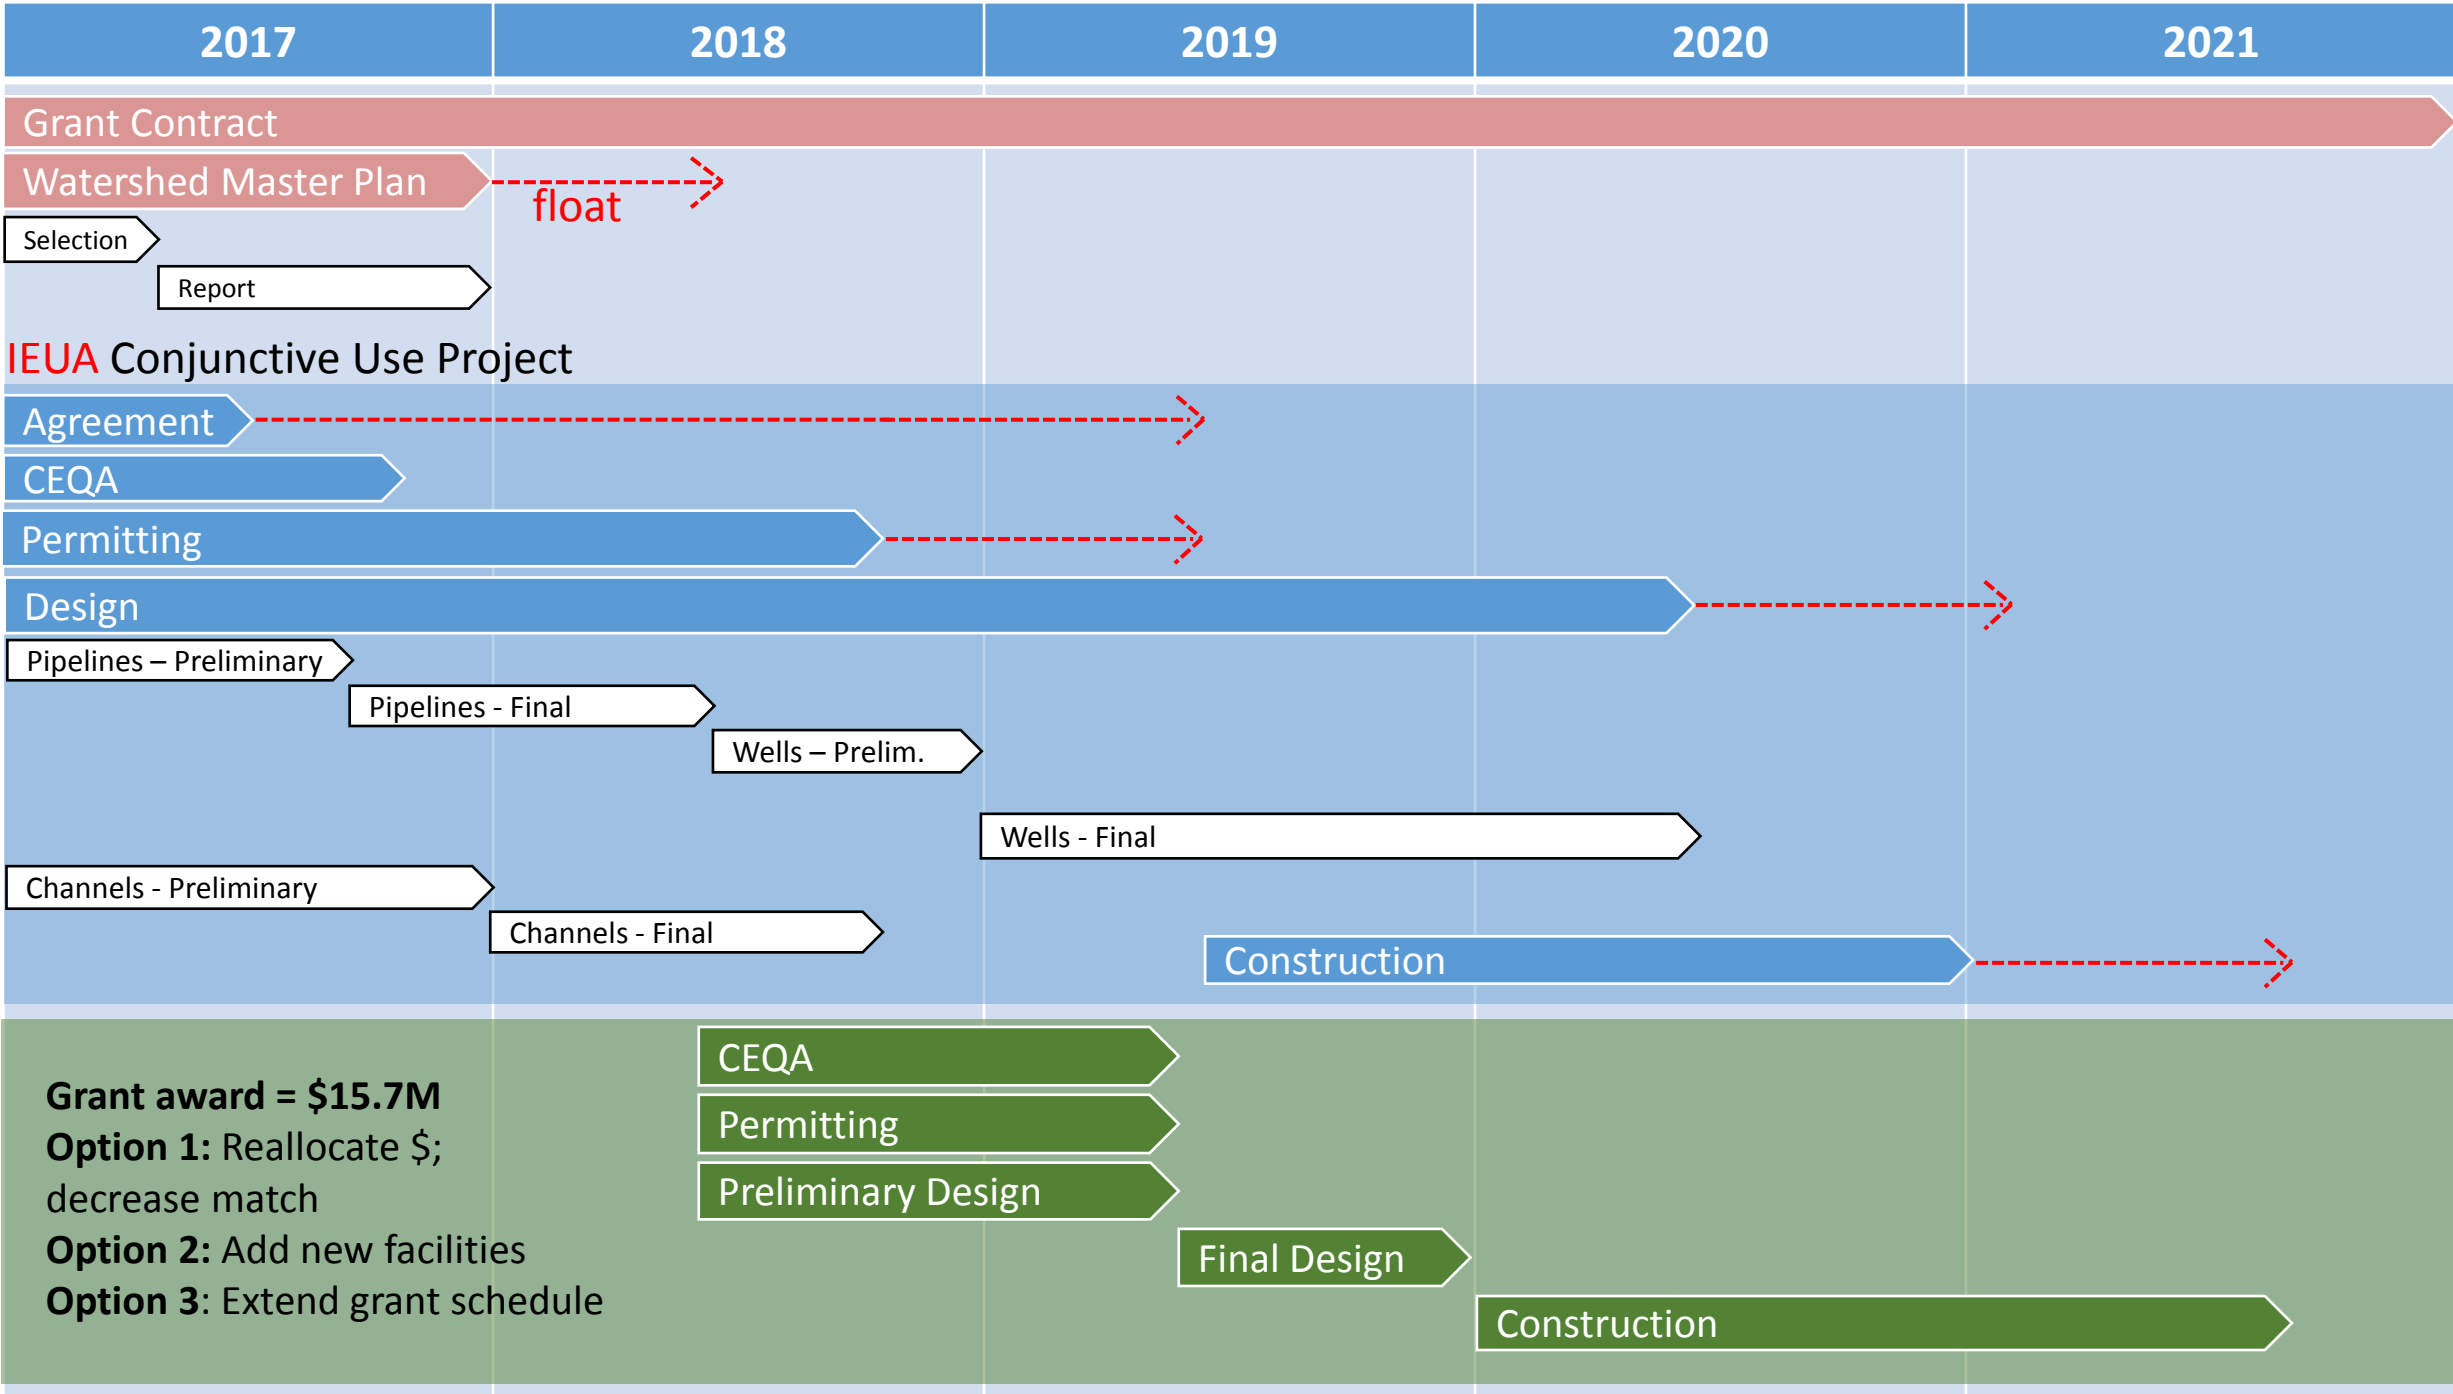 2017 2018 2019 2020 2021
Grant Contract
Watershed Master Plan
float
Selection
Report
IEUA Conjunctive Use Project
Agreement
CEQA
Permitting
Design
Pipelines – Preliminary
Pipelines - Final
Wells – Prelim.
Wells - Final
Channels - Preliminary
Channels - Final
Construction
Grant award = $15.7M
Option 1: Reallocate $;
decrease match
Option 2: Add new facilities
Option 3: Extend grant schedule
CEQA
Permitting
Preliminary Design
Final Design
Construction